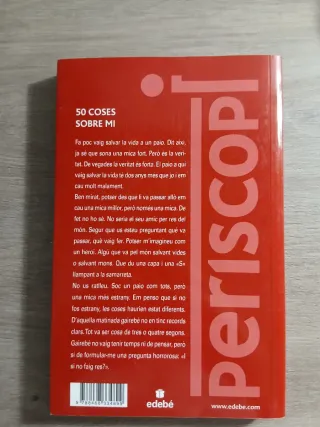 50 COSES
SOBRE MI
Fa poc vaig salvar la vida a un paio. Dit així,
ja sé que sona una mica fort. Però és la veri-
tat. De vegades la veritat és forta. El paio a qui
vaig salvar la vida té dos anys més que jo i em
cau molt malament.
Ben mirat, potser des que li va passar allò em
cau una mica millor, però només una mica. De
fet no ho sé. No seria el seu amic per res del
món. Segur que us esteu preguntant què va
passar, què vaig fer. Potser m'imagineu com
un heroi. Algú que va pel món salvant vides
o salvant mons. Que du una capa i una «S»
llampant a la samarreta.
No us ratlleu. Soc un paio com tots, però
una mica més estrany. Em penso que si no
fos estrany, les coses haurien estat diferents.
D'aquella matinada gairebé no en tinc records
clars. Tot va ser cosa de tres o quatre segons.
Gairebé no vaig tenir temps ni de pensar, però
sí de formular-me una pregunta horrorosa: «I
si no faig res?».
periscopi
edebé
www.edebe.com